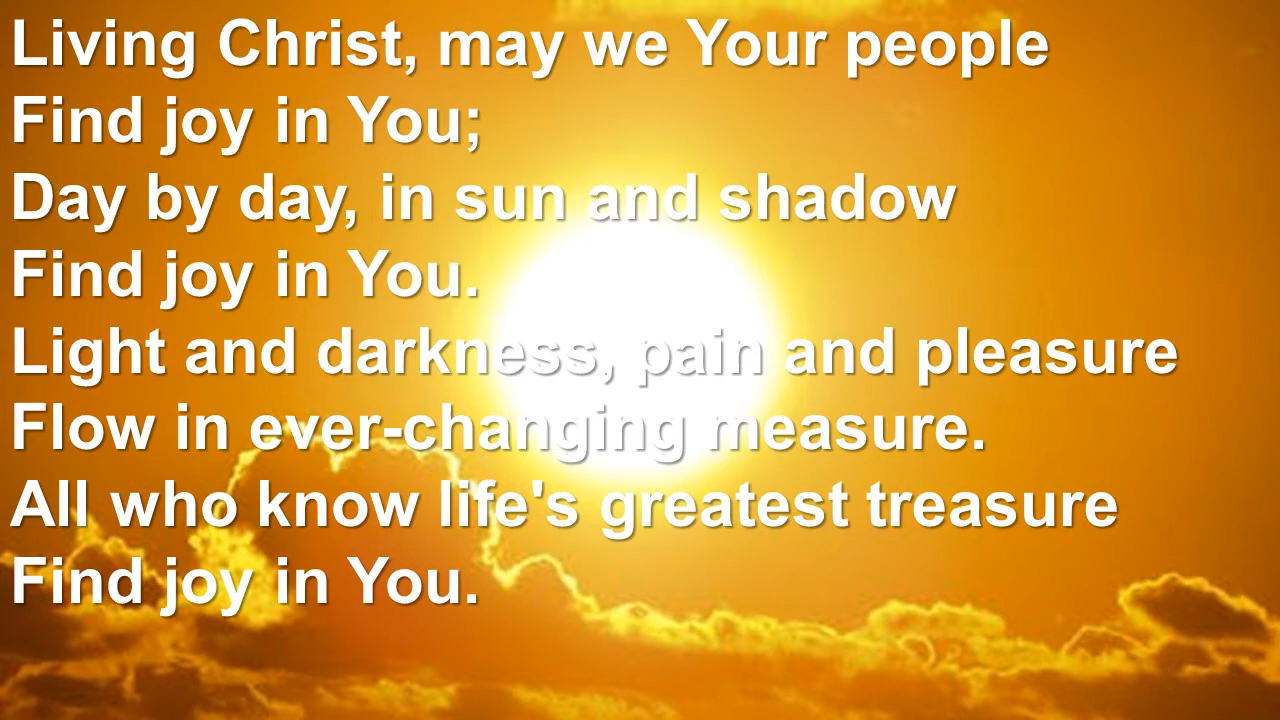 Living Christ, may we Your people
Find joy in You;
Day by day, in sun and shadow
Find joy in You.
Light and darkness, pain and pleasure
Flow in ever-changing measure.
All who know life's greatest treasure
Find joy in You.